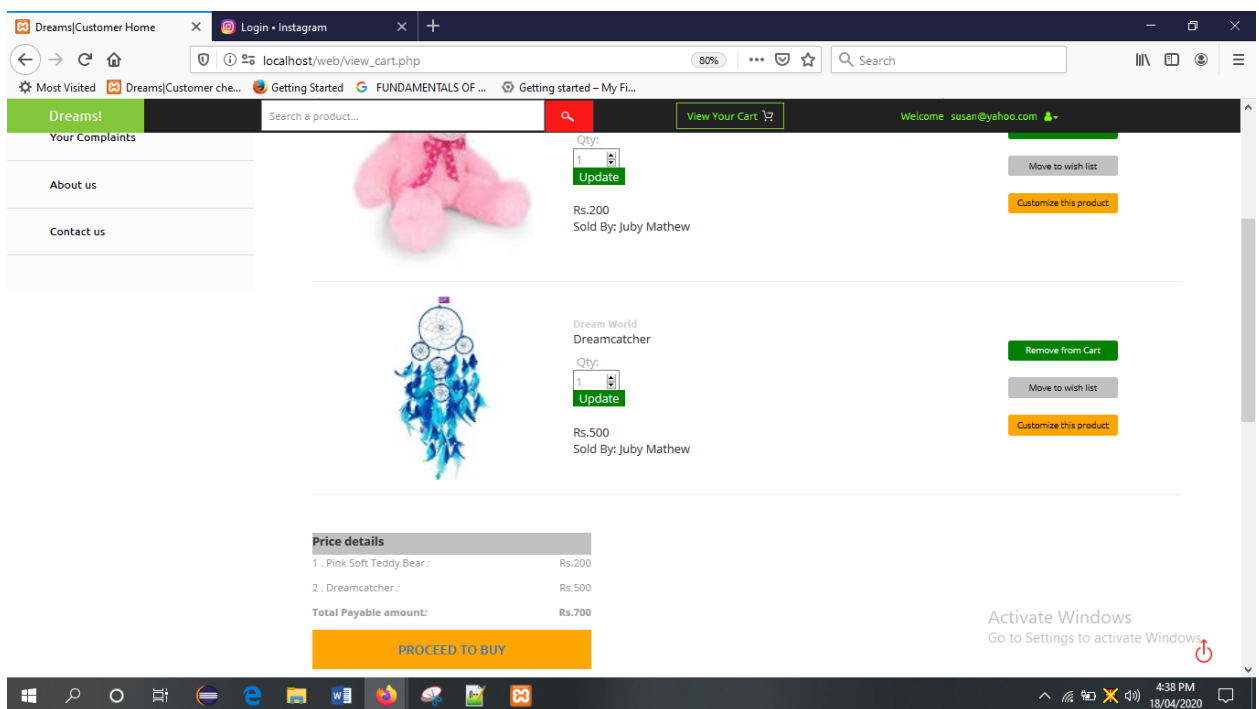 Dreams|Customer Home
Login • Instagram
localhost/web/view_cart.php
80%
Search
Most Visited
Dreams|Customer che...
Getting Started
FUNDAMENTALS OF ...
Getting started – My Fi...
Dreams!
Search a product...
View Your Cart
Welcome susan@yahoo.com
Your Complaints
About us
Contact us
Qty:
1
Update
Rs.200
Sold By: Juby Mathew
Move to wish list
Customize this product
Dream World
Dreamcatcher
Qty:
1
Update
Rs.500
Sold By: Juby Mathew
Remove from Cart
Move to wish list
Customize this product
Price details
1 . Pink Soft Teddy Bear : Rs.200
2 . Dreamcatcher : Rs.500
Total Payable amount: Rs.700
PROCEED TO BUY
Activate Windows
Go to Settings to activate Windows.
4:38 PM
18/04/2020